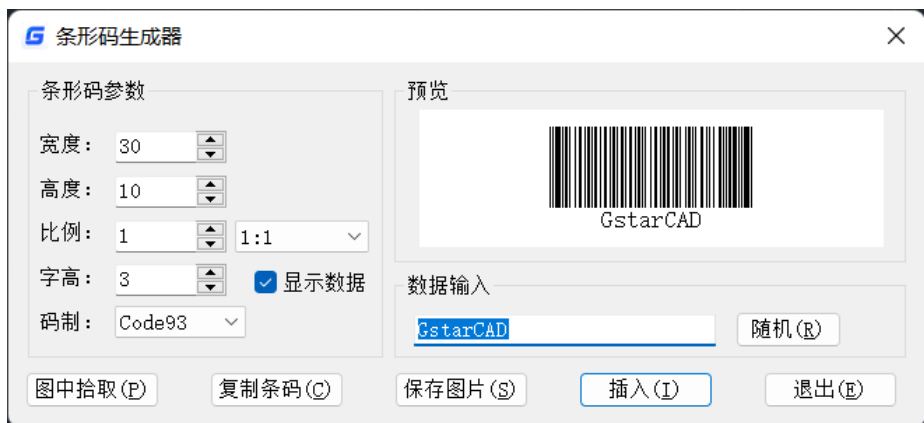 条形码生成器
条形码参数
宽度: 30
高度: 10
比例: 1 1:1
字高: 3 显示数据
码制: Code93
预览
GstarCAD
数据输入
GstarCAD 随机(R)
图中拾取(P) 复制条码(C) 保存图片(S) 插入(I) 退出(E)